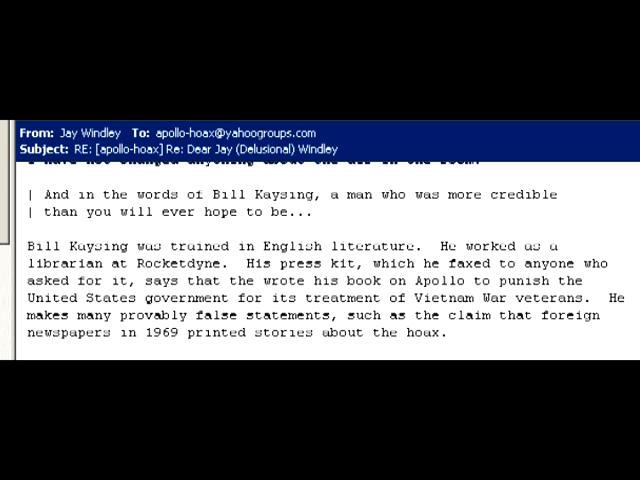 From: Jay Windley To: apollo-hoax@yahoogroups.com
Subject: RE: [apollo-hoax] Re: Dear Jay (Delusional) Windley
| And in the words of Bill Kaysing, a man who was more credible
| than you will ever hope to be...
Bill Kaysing was trained in English literature. He worked as a
librarian at Rocketdyne. His press kit, which he faxed to anyone who
asked for it, says that the wrote his book on Apollo to punish the
United States government for its treatment of Vietnam War veterans. He
makes many provably false statements, such as the claim that foreign
newspapers in 1969 printed stories about the hoax.